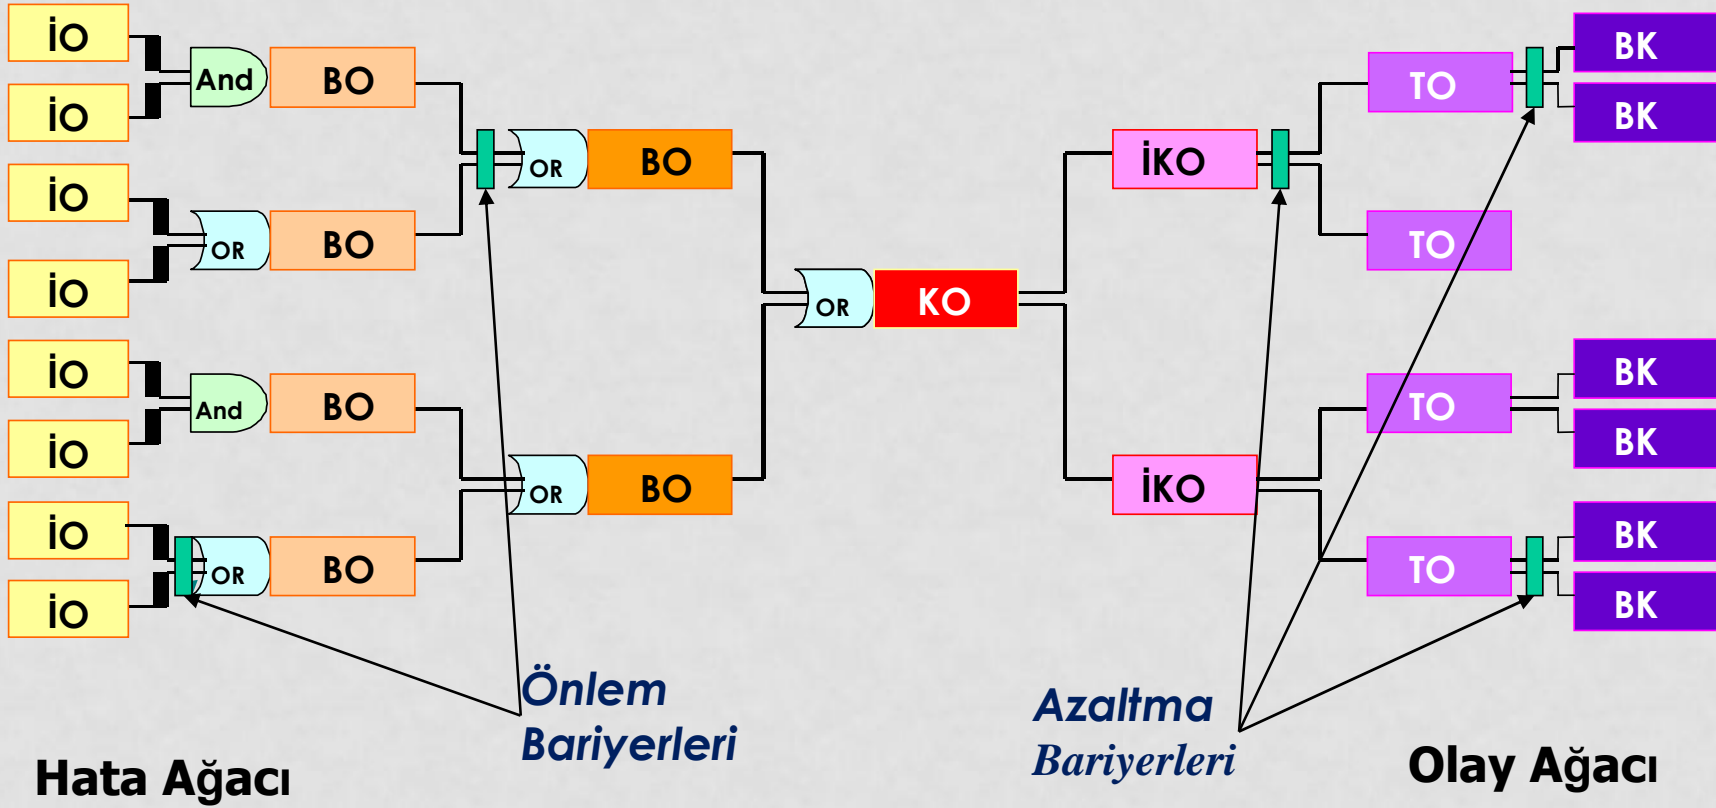 İO
İO
And
BO
İO
İO
OR
BO
OR
BO
İO
İO
And
BO
İO
İO
OR
BO
OR
BO
OR
KO
İKO
TO
BK
BK
TO
İKO
TO
BK
BK
TO
BK
BK
Önlem
Bariyerleri
Azaltma
Bariyerleri
Hata Ağacı
Olay Ağacı